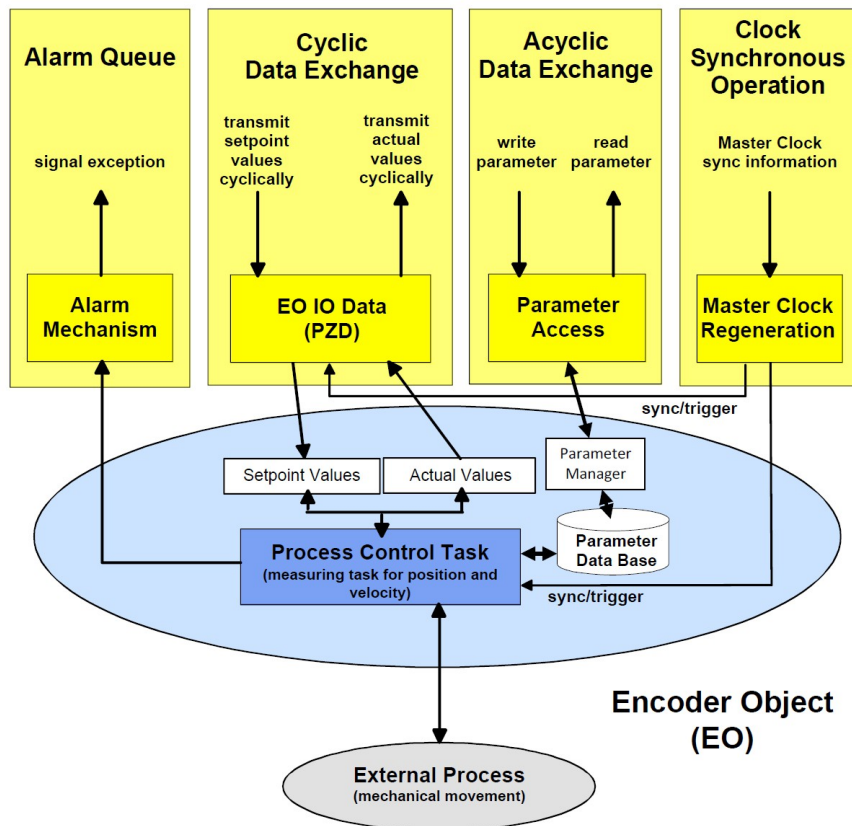 Alarm Queue
signal exception
Alarm
Mechanism
Cyclic
Data Exchange
transmit
setpoint
values
cyclically
transmit
actual
values
cyclically
EO IO Data
(PZD)
Acyclic
Data Exchange
write
parameter
read
parameter
Parameter
Access
Clock
Synchronous
Operation
Master Clock
sync information
Master Clock
Regeneration
sync/trigger
Setpoint Values
Actual Values
Parameter
Manager
Process Control Task
(measuring task for position and
velocity)
Parameter
Data Base
sync/trigger
Encoder Object
(EO)
External Process
(mechanical movement)